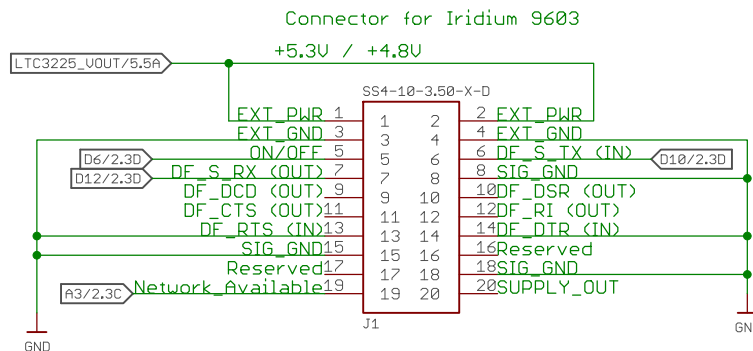 Connector for Iridium 9603
+5.3V / +4.8V
LTC3225_VOUT/5.5A
SS4-10-3.50-X-D
EXT_PWR 1 1 2 2 EXT_PWR
EXT_GND 3 3 4 4 EXT_GND
D6/2.3D ON/OFF 5 5 6 6 DF_S_TX (IN) D10/2.3D
D12/2.3D DF_S_RX (OUT) 7 7 8 8 SIG_GND
DF_DCD (OUT) 9 9 10 10 DF_DSR (OUT)
DF_CTS (OUT) 11 11 12 12 DF_RI (OUT)
DF_RTS (IN) 13 13 14 14 DF_DTR (IN)
SIG_GND 15 15 16 16 Reserved
Reserved 17 17 18 18 SIG_GND
A3/2.3C Network_Available 19 19 20 20 SUPPLY_OUT
J1
GND
GN